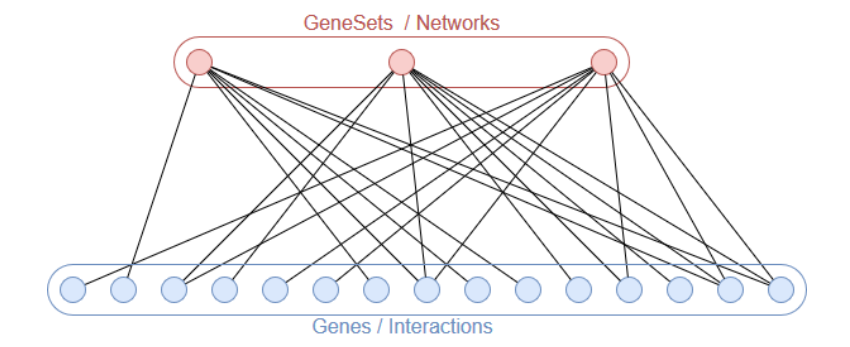 GeneSets / Networks
Genes / Interactions